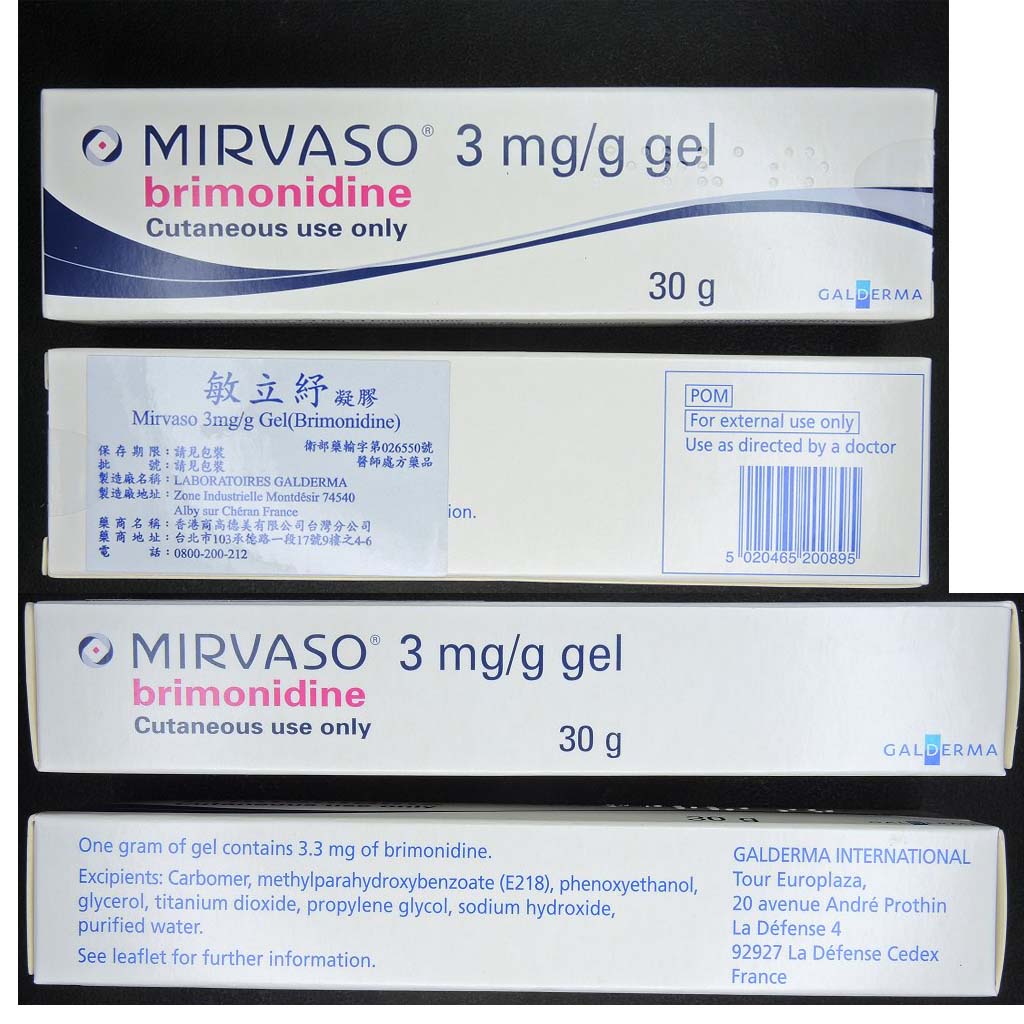 MIRVASO® 3 mg/g gel
brimonidine
Cutaneous use only
30 g
GALDERMA
敏立紓凝膠
Mirvaso 3mg/g Gel(Brimonidine)
衛部藥輸字第026550號
醫師處方藥品
保存期限：請見包裝
批號：請見包裝
製造廠名稱：LABORATOIRES GALDERMA
製造廠地址：Zone Industrielle Montdésir 74540
Alby sur Chéran France
藥商名稱：香港商高德美有限公司台灣分公司
藥商地址：台北市103承德路一段17號9樓之4-6
電話：0800-200-212
ion.
POM
For external use only
Use as directed by a doctor
5 020465 200895
MIRVASO® 3 mg/g gel
brimonidine
Cutaneous use only
30 g
GALDERMA
Cutaneous use only
30 g
One gram of gel contains 3.3 mg of brimonidine.
Excipients: Carbomer, methylparahydroxybenzoate (E218), phenoxyethanol,
glycerol, titanium dioxide, propylene glycol, sodium hydroxide,
purified water.
See leaflet for further information.
GALDERMA INTERNATIONAL
Tour Europlaza,
20 avenue André Prothin
La Défense 4
92927 La Défense Cedex
France